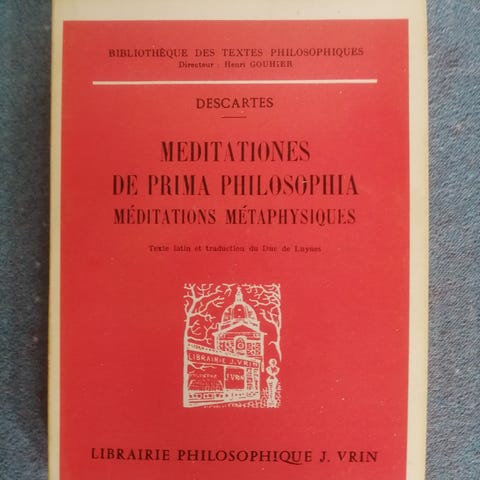 BIBLIOTHÈQUE DES TEXTES PHILOSOPHIQUES
Directeur : Henri GOUHIER
DESCARTES
MEDITATIONES
DE PRIMA PHILOSOPHIA
MÉDITATIONS MÉTAPHYSIQUES
Texte latin et traduction du Duc de Luynes
LIBRAIRIE J. VRIN
J. VRIN
LIBRAIRIE PHILOSOPHIQUE J. VRIN